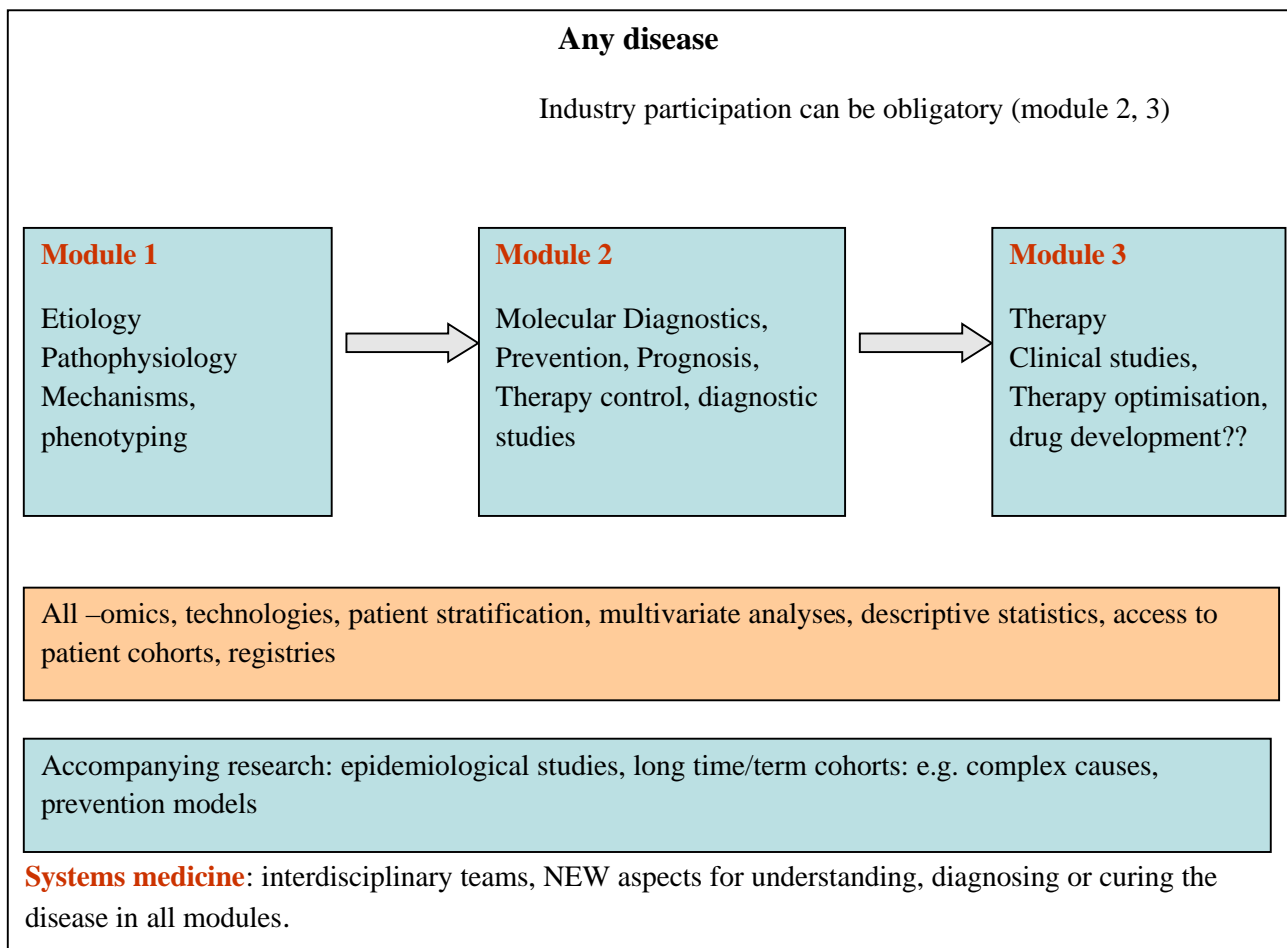 Any disease
Industry participation can be obligatory (module 2, 3)
Module 1
Etiology
Pathophysiology
Mechanisms,
phenotyping
Module 2
Molecular Diagnostics,
Prevention, Prognosis,
Therapy control, diagnostic
studies
Module 3
Therapy
Clinical studies,
Therapy optimisation,
drug development??
All –omics, technologies, patient stratification, multivariate analyses, descriptive statistics, access to
patient cohorts, registries
Accompanying research: epidemiological studies, long time/term cohorts: e.g. complex causes,
prevention models
Systems medicine: interdisciplinary teams, NEW aspects for understanding, diagnosing or curing the
disease in all modules.